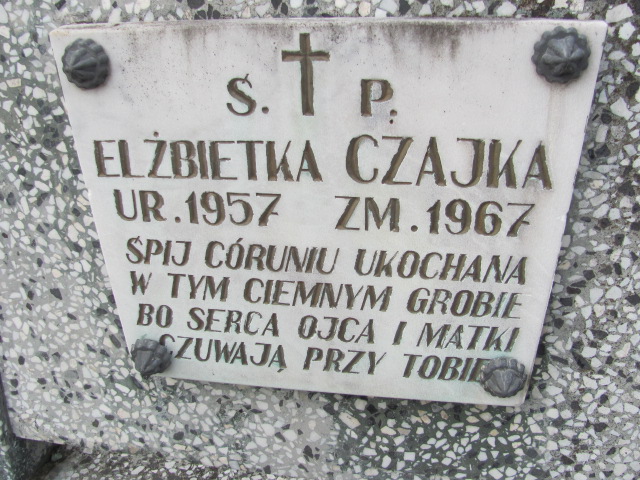 Ś. P.
ELŻBIETKA CZAJKA
UR. 1957 ZM. 1967
ŚPIJ CÓRUNIU UKOCHANA
W TYM CIEMNYM GROBIE
BO SERCA OJCA I MATKI
CZUWAJĄ PRZY TOBIE